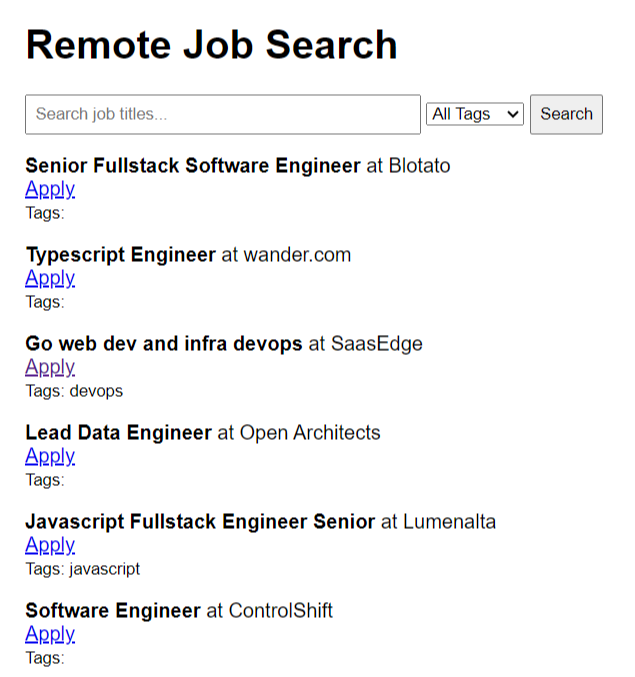 Remote Job Search
Search job titles... All Tags Search
Senior Fullstack Software Engineer at Blotato
Apply
Tags:
Typescript Engineer at wander.com
Apply
Tags:
Go web dev and infra devops at SaasEdge
Apply
Tags: devops
Lead Data Engineer at Open Architects
Apply
Tags:
Javascript Fullstack Engineer Senior at Lumenalta
Apply
Tags: javascript
Software Engineer at ControlShift
Apply
Tags: